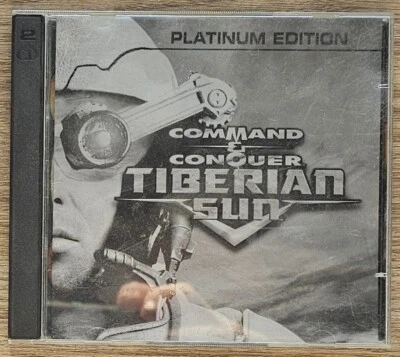 PLATINUM EDITION
2
COMMAND
&
CONQUER
TIBERIAN
SUN